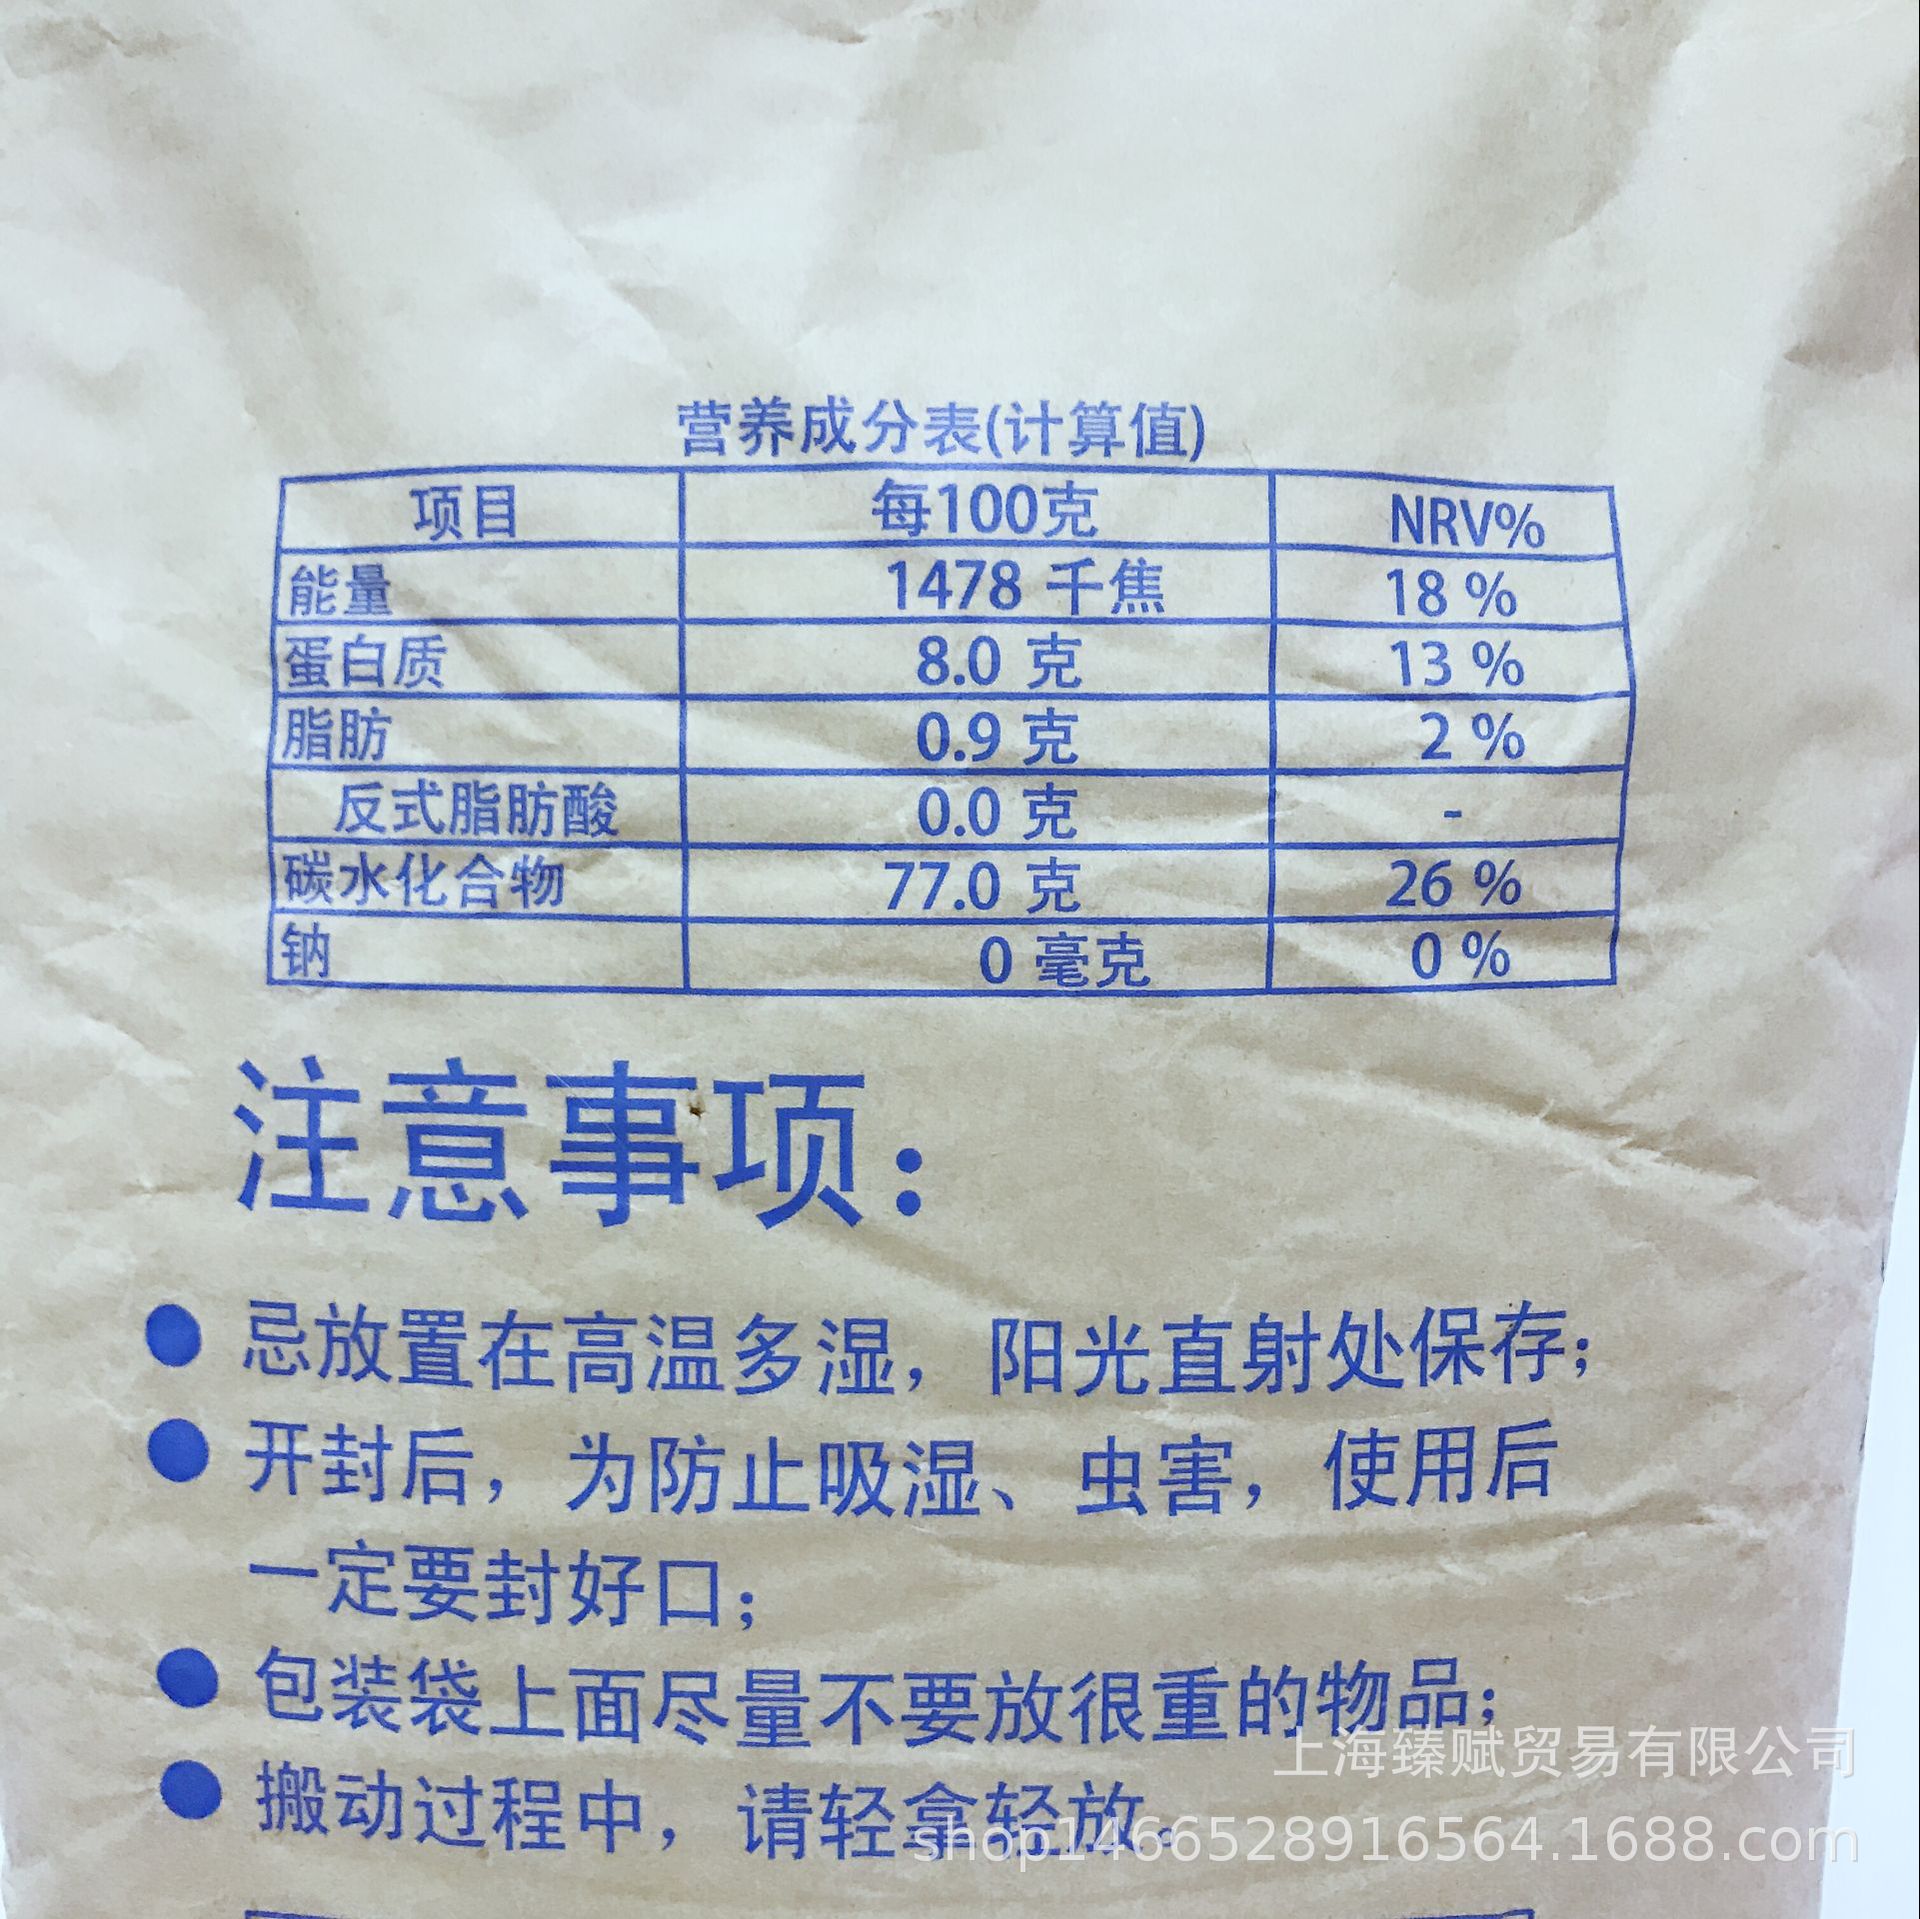 营养成分表(计算值)
项目 每100克 NRV%
能量 1478 千焦 18 %
蛋白质 8.0 克 13 %
脂肪 0.9 克 2 %
反式脂肪酸 0.0 克 -
碳水化合物 77.0 克 26 %
钠 0 毫克 0 %
注意事项：
● 忌放置在高温多湿，阳光直射处保存；
● 开封后，为防止吸湿、虫害，使用后
一定要封好口；
● 包装袋上面尽量不要放很重的物品；
上海臻赋贸易有限公司
● 搬动过程中，请轻拿轻放。
shop1466528916564.1688.com